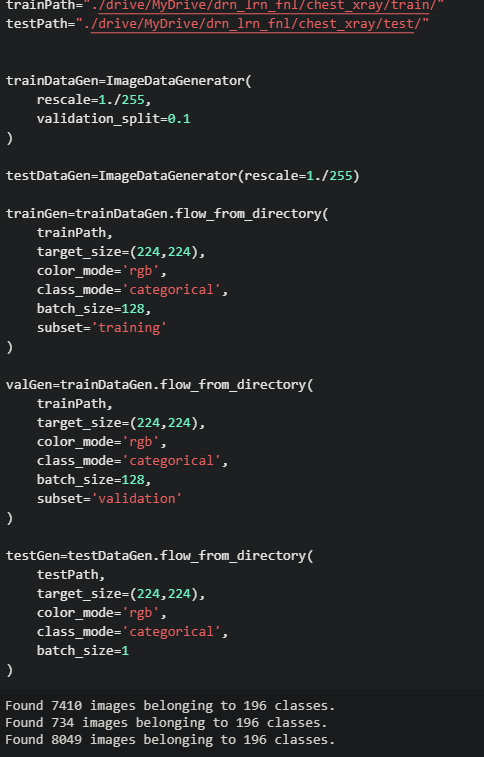 trainPath="./drive/MyDrive/drn_lrn_fnl/chest_xray/train/"
testPath="./drive/MyDrive/drn_lrn_fnl/chest_xray/test/"
trainDataGen=ImageDataGenerator(
    rescale=1./255,
    validation_split=0.1
)
testDataGen=ImageDataGenerator(rescale=1./255)
trainGen=trainDataGen.flow_from_directory(
    trainPath,
    target_size=(224,224),
    color_mode='rgb',
    class_mode='categorical',
    batch_size=128,
    subset='training'
)
valGen=trainDataGen.flow_from_directory(
    trainPath,
    target_size=(224,224),
    color_mode='rgb',
    class_mode='categorical',
    batch_size=128,
    subset='validation'
)
testGen=testDataGen.flow_from_directory(
    testPath,
    target_size=(224,224),
    color_mode='rgb',
    class_mode='categorical',
    batch_size=1
)
Found 7410 images belonging to 196 classes.
Found 734 images belonging to 196 classes.
Found 8049 images belonging to 196 classes.